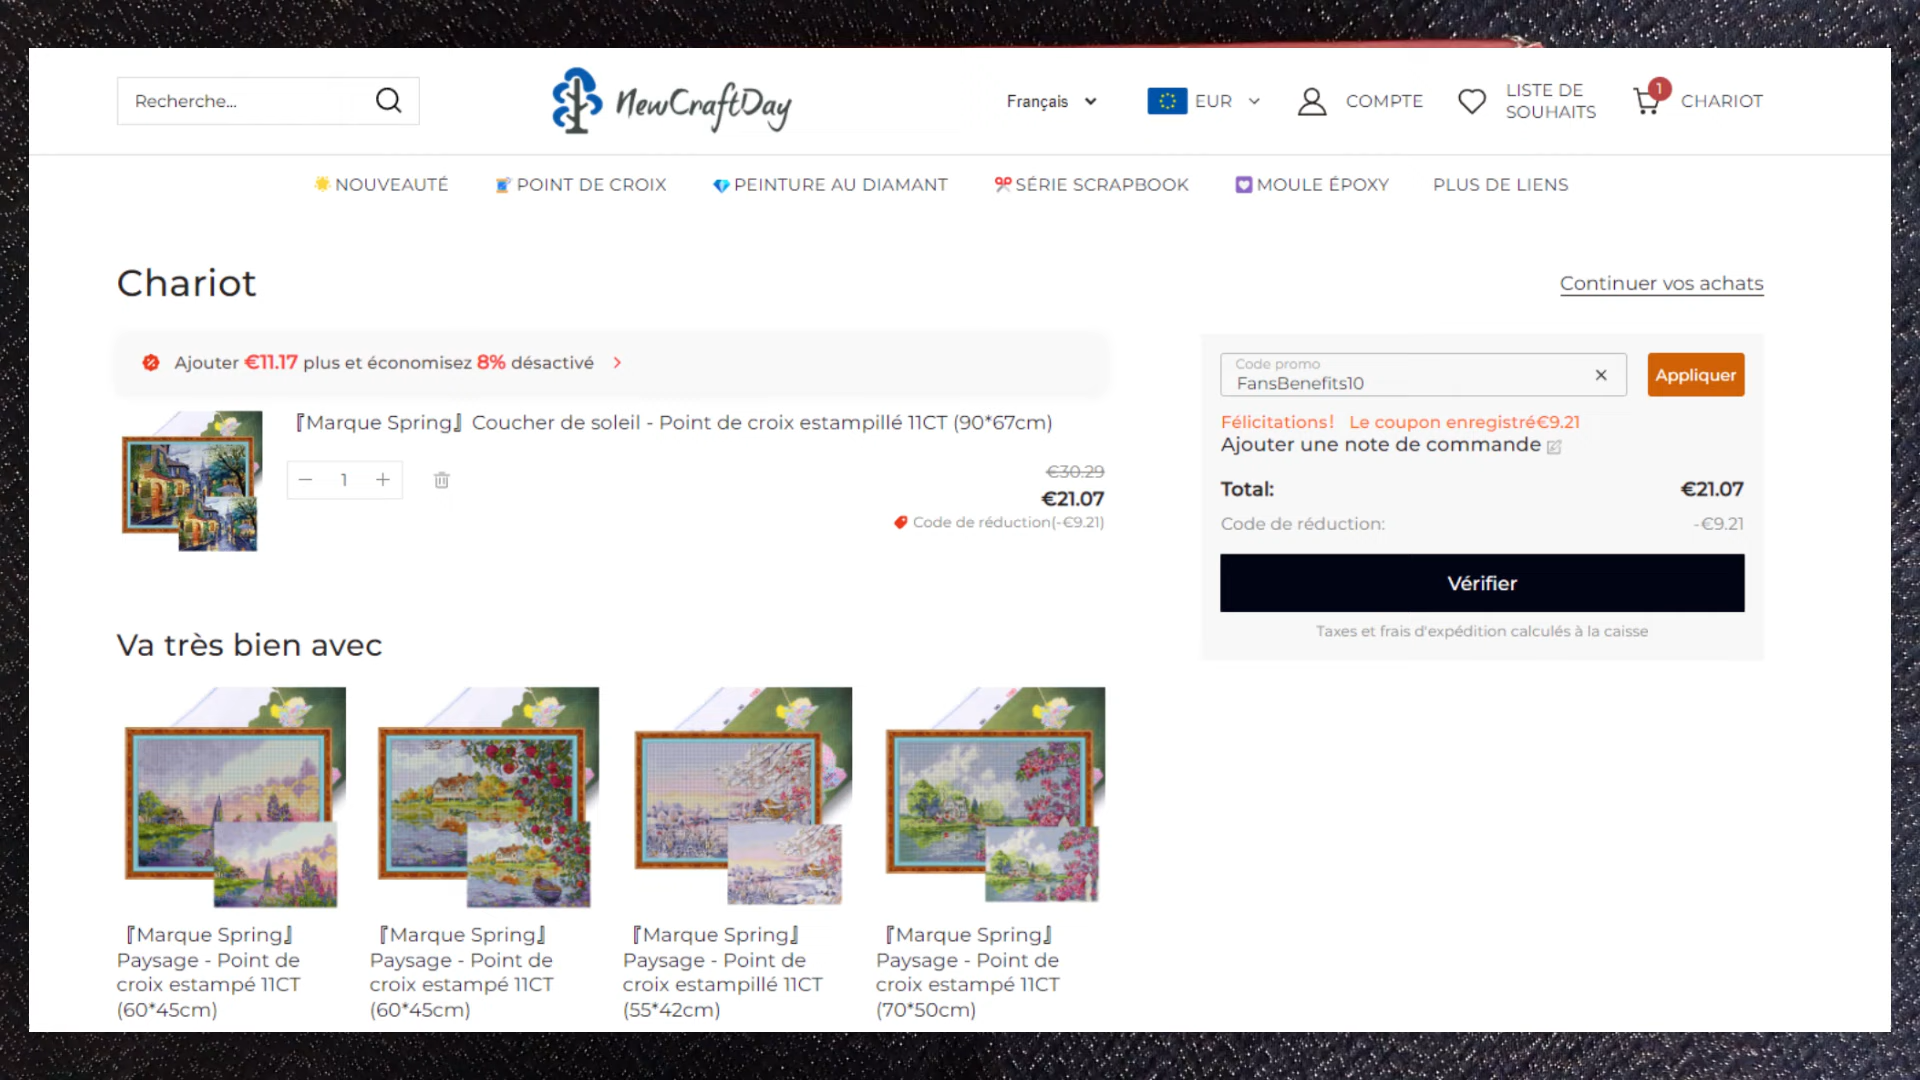 Recherche...
NewCraftDay
Français
EUR
COMPTE
LISTE DE
SOUHAITS
1
CHARIOT
NOUVEAUTÉ
POINT DE CROIX
PEINTURE AU DIAMANT
SÉRIE SCRAPBOOK
MOULE ÉPOXY
PLUS DE LIENS
Chariot
Continuer vos achats
Ajouter €11.17 plus et économisez 8% désactivé
『Marque Spring』Coucher de soleil - Point de croix estampillé 11CT (90*67cm)
1
€30.29
€21.07
Code de réduction(-€9.21)
Code promo
FansBenefits10
Appliquer
Félicitations! Le coupon enregistré€9.21
Ajouter une note de commande
Total: €21.07
Code de réduction: -€9.21
Vérifier
Taxes et frais d'expédition calculés à la caisse
Va très bien avec
『Marque Spring』
Paysage - Point de
croix estampé 11CT
(60*45cm)
『Marque Spring』
Paysage - Point de
croix estampé 11CT
(60*45cm)
『Marque Spring』
Paysage - Point de
croix estampillé 11CT
(55*42cm)
『Marque Spring』
Paysage - Point de
croix estampé 11CT
(70*50cm)